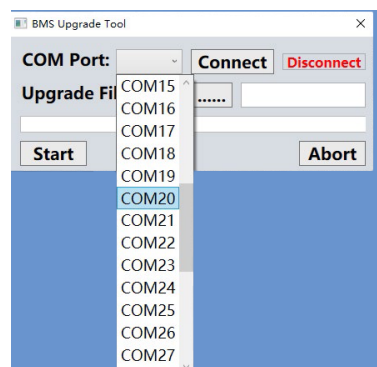 BMS Upgrade Tool
COM Port: Connect Disconnect
Upgrade Fil ......
Start Abort
COM15
COM16
COM17
COM18
COM19
COM20
COM21
COM22
COM23
COM24
COM25
COM26
COM27